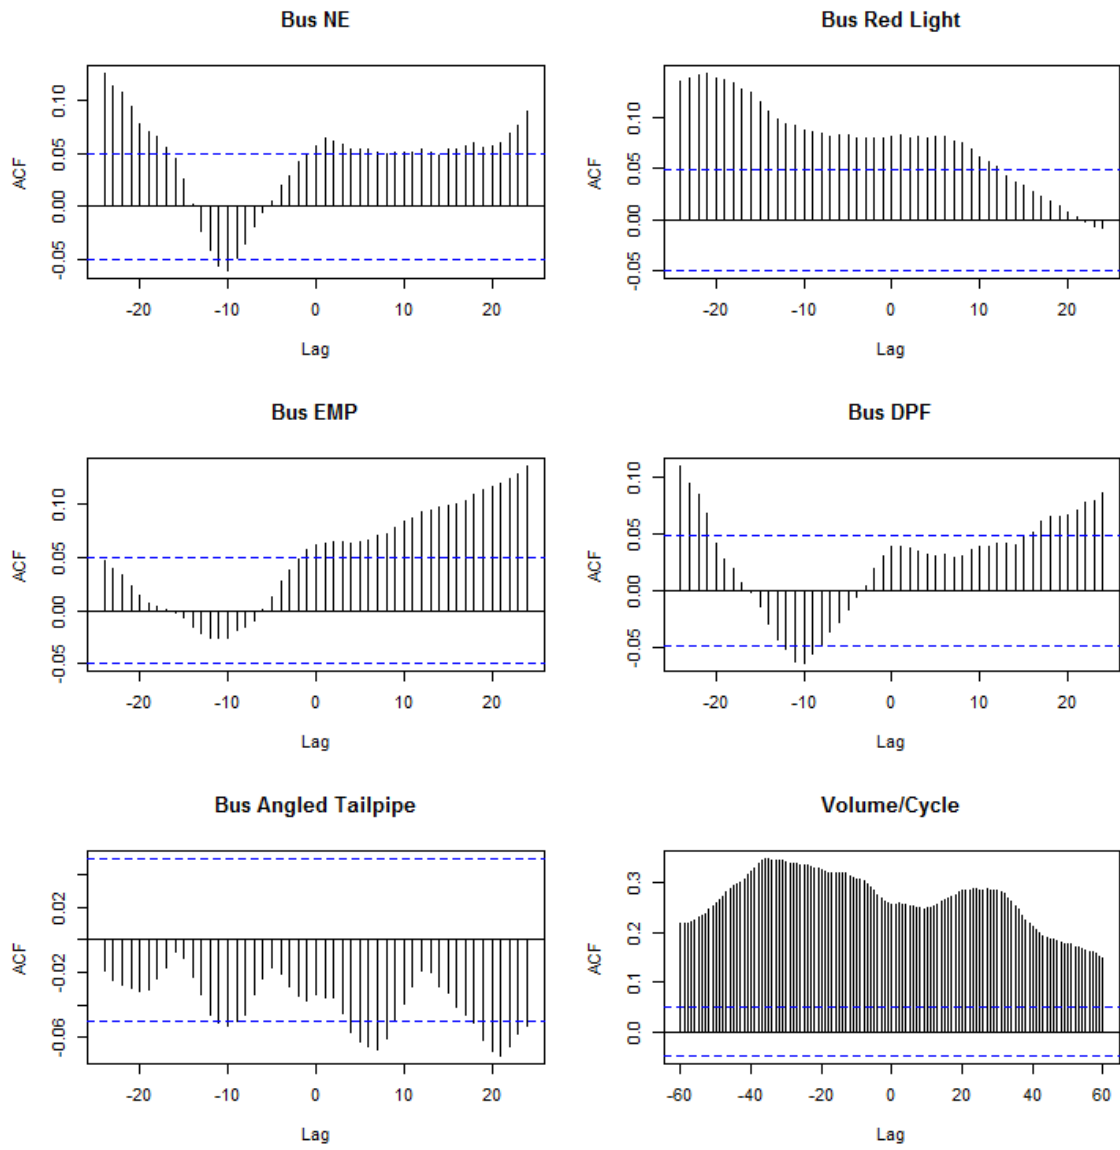 Bus NE
ACF
0.10
0.05
0.00
-0.05
-20 -10 0 10 20
Lag
Bus Red Light
ACF
0.10
0.05
0.00
-0.05
-20 -10 0 10 20
Lag
Bus EMP
ACF
0.10
0.05
0.00
-0.05
-20 -10 0 10 20
Lag
Bus DPF
ACF
0.10
0.05
0.00
-0.05
-20 -10 0 10 20
Lag
Bus Angled Tailpipe
ACF
0.02
-0.02
-0.06
-20 -10 0 10 20
Lag
Volume/Cycle
ACF
0.3
0.2
0.1
0.0
-60 -40 -20 0 20 40 60
Lag